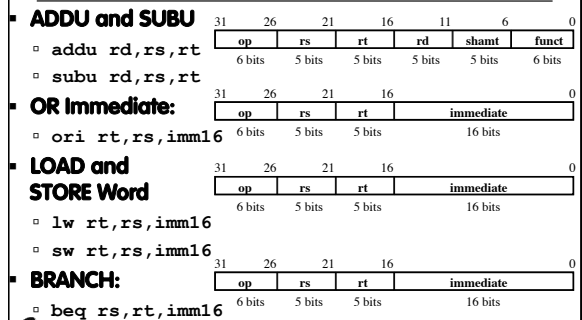 ▪ ADDU and SUBU
▫ addu rd,rs,rt
▫ subu rd,rs,rt
31 26 21 16 11 6 0
op rs rt rd shamt funct
6 bits 5 bits 5 bits 5 bits 5 bits 6 bits
▪ OR Immediate:
▫ ori rt,rs,imm16
31 26 21 16 0
op rs rt immediate
6 bits 5 bits 5 bits 16 bits
▪ LOAD and
STORE Word
▫ lw rt,rs,imm16
▫ sw rt,rs,imm16
31 26 21 16 0
op rs rt immediate
6 bits 5 bits 5 bits 16 bits
▪ BRANCH:
▫ beq rs,rt,imm16
31 26 21 16 0
op rs rt immediate
6 bits 5 bits 5 bits 16 bits